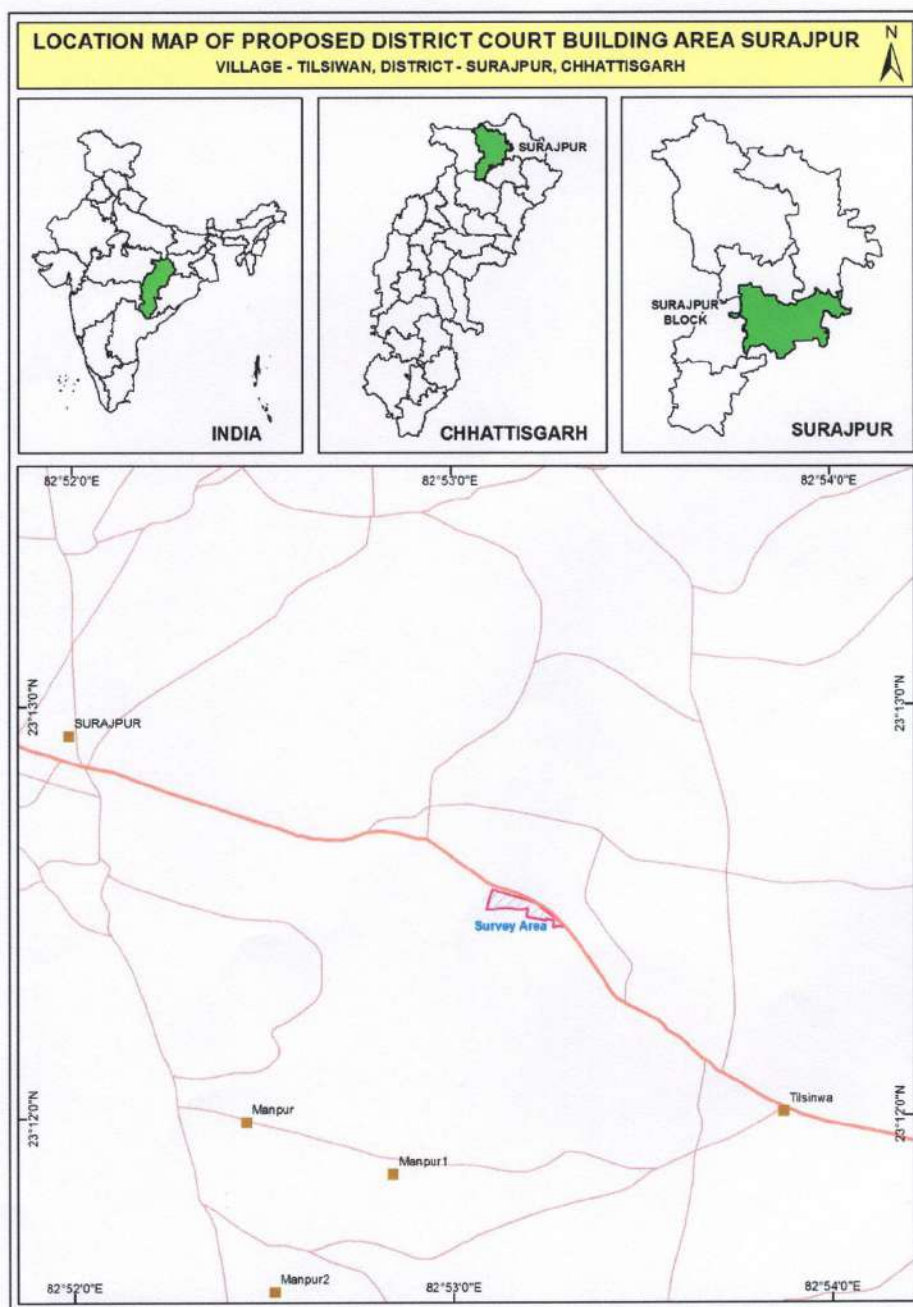 LOCATION MAP OF PROPOSED DISTRICT COURT BUILDING AREA SURAJPUR
N
VILLAGE - TILSIWAN, DISTRICT - SURAJPUR, CHHATTISGARH
INDIA
SURAJPUR
CHHATTISGARH
SURAJPUR
BLOCK
SURAJPUR
82°52'0"E
82°53'0"E
82°54'0"E
23°13'0"N
23°13'0"N
SURAJPUR
Survey Area
23°12'0"N
23°12'0"N
Manpur
Manpur1
Tilsinwa
Manpur2
82°52'0"E
82°53'0"E
82°54'0"E